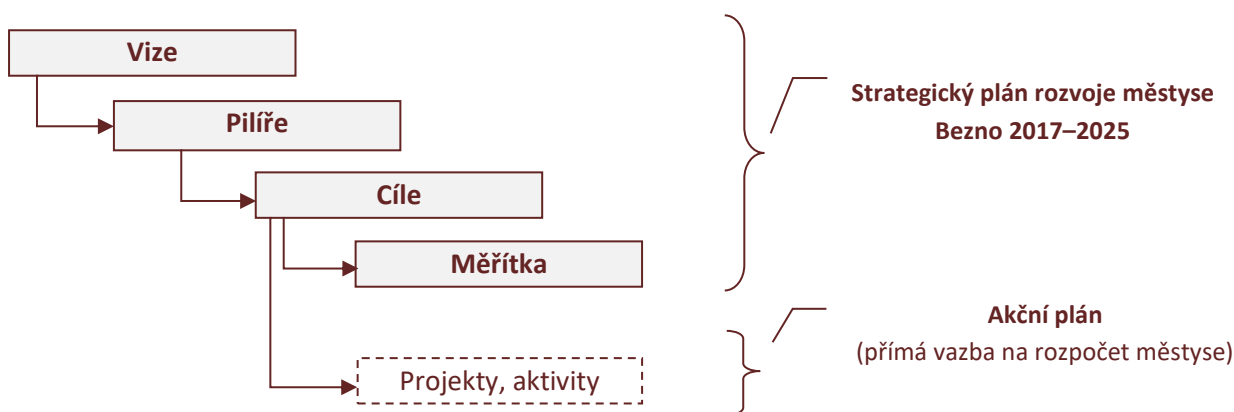 Vize
Pilíře
Cíle
Měřítka
Projekty, aktivity
Strategický plán rozvoje městyse
Bezno 2017–2025
Akční plán
(přímá vazba na rozpočet městyse)